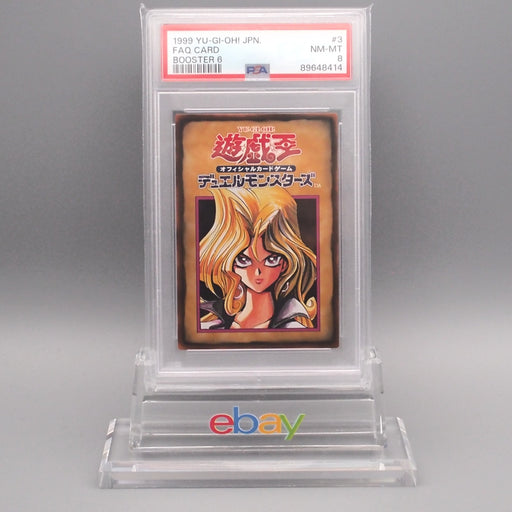 1999 YU-GI-OH! JPN. #3
FAQ CARD NM-MT
BOOSTER 6 8
PSA 89648414
YU-GI-OH!
遊戯王
オフィシャルカードゲーム
デュエルモンスターズ
ebay